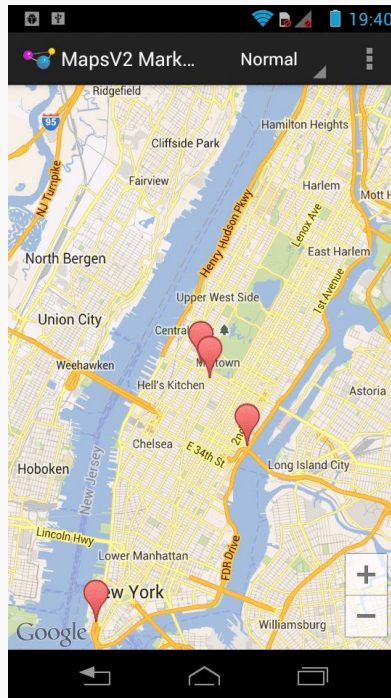 19:40
MapsV2 Mark... Normal
Ridgefield
95
Hamilton Heights
Cliffside Park
NJ Turnpike
Fairview
Harlem
Mott H
Lenox Ave
Henry Hudson Pkwy
North Bergen
East Harlem
1st Avenue
Upper West Side
Union City
Central
Weehawken
M town
Hell's Kitchen
Astoria
2nd
Chelsea
E 34th St
Hoboken
New Jersey
Long Island City
Lincoln Hwy
Lower Manhattan
FDR Drive
ew York
Williamsburg
Google
+
−